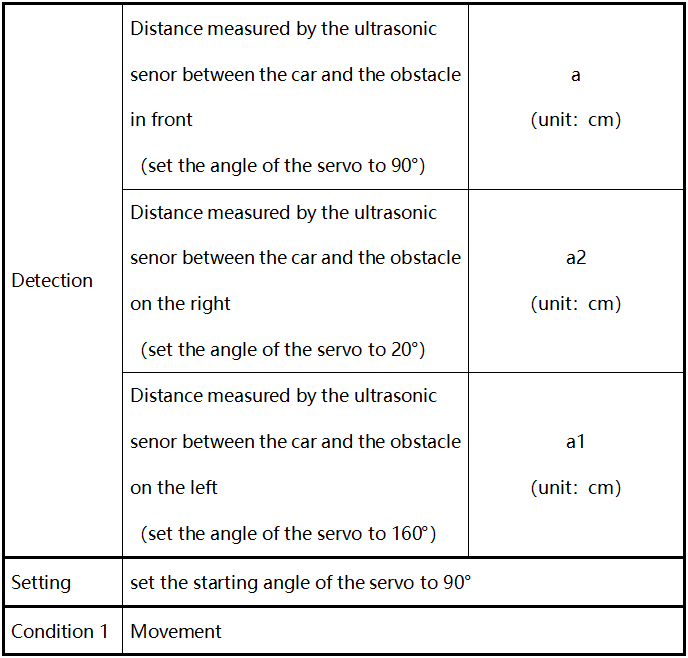 Detection
Distance measured by the ultrasonic
senor between the car and the obstacle
in front
（set the angle of the servo to 90°）
a
（unit：cm）
Distance measured by the ultrasonic
senor between the car and the obstacle
on the right
（set the angle of the servo to 20°）
a2
（unit：cm）
Distance measured by the ultrasonic
senor between the car and the obstacle
on the left
（set the angle of the servo to 160°）
a1
（unit：cm）
Setting
set the starting angle of the servo to 90°
Condition 1
Movement